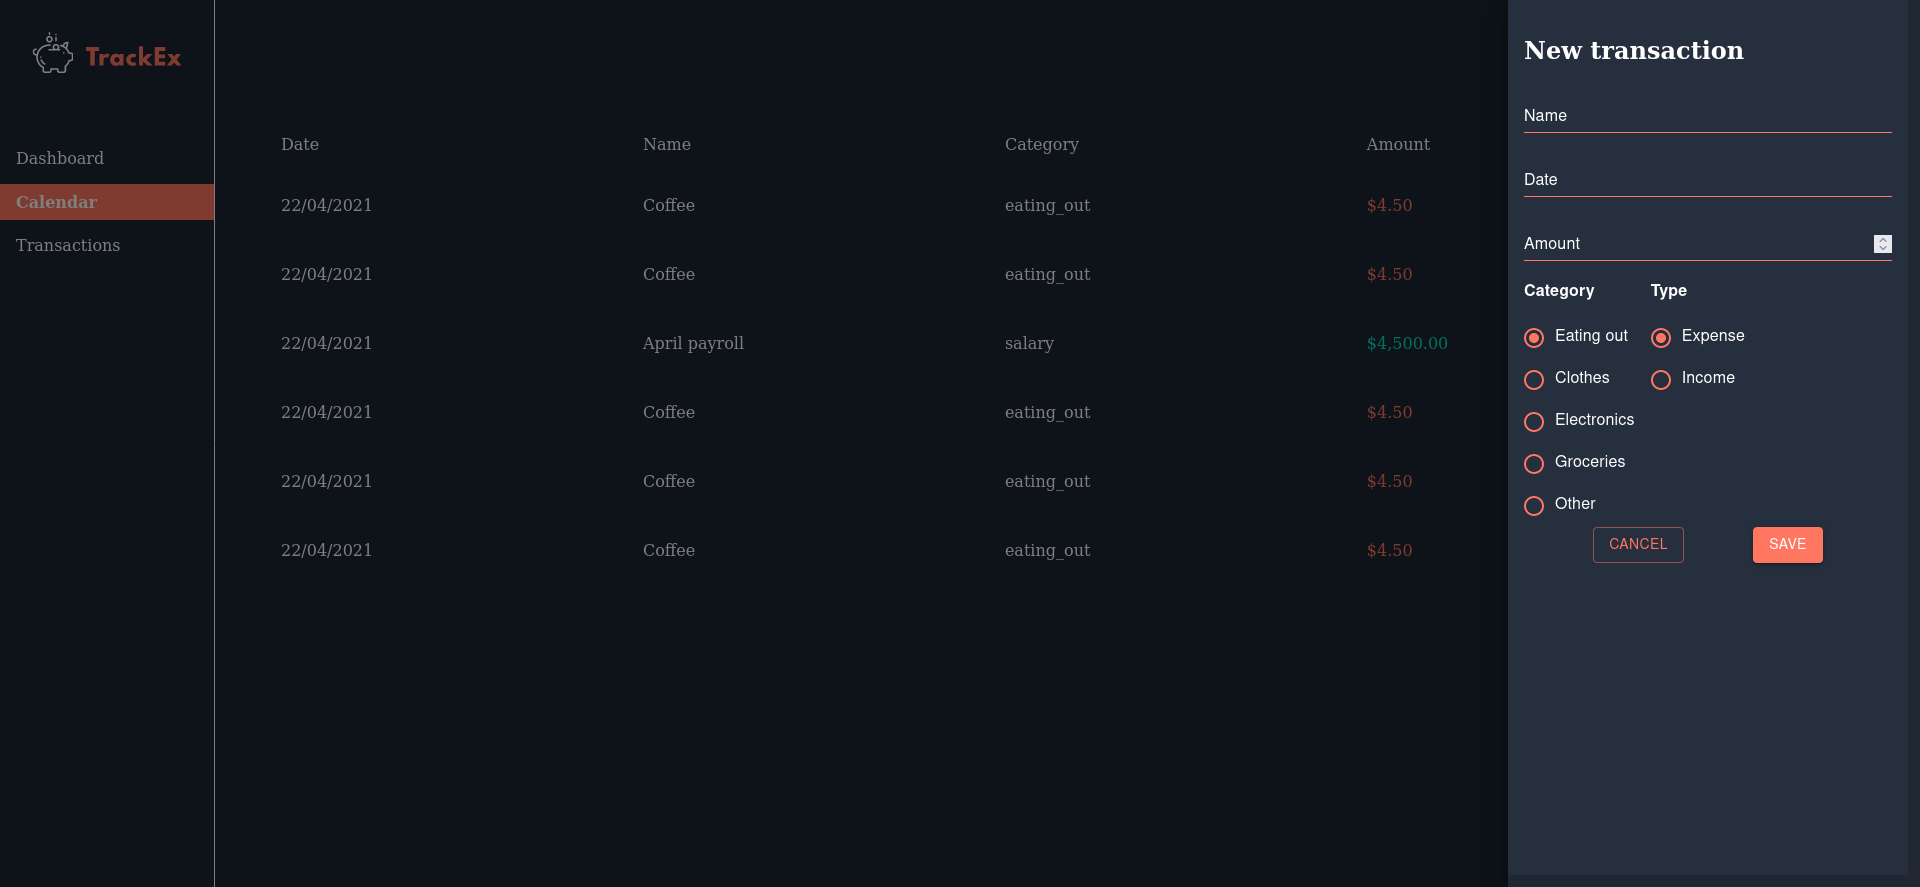 TrackEx
Dashboard
Calendar
Transactions
Date Name Category Amount
22/04/2021 Coffee eating_out $4.50
22/04/2021 Coffee eating_out $4.50
22/04/2021 April payroll salary $4,500.00
22/04/2021 Coffee eating_out $4.50
22/04/2021 Coffee eating_out $4.50
22/04/2021 Coffee eating_out $4.50
New transaction
Name
Date
Amount
Category Type
Eating out Expense
Clothes Income
Electronics
Groceries
Other
CANCEL SAVE